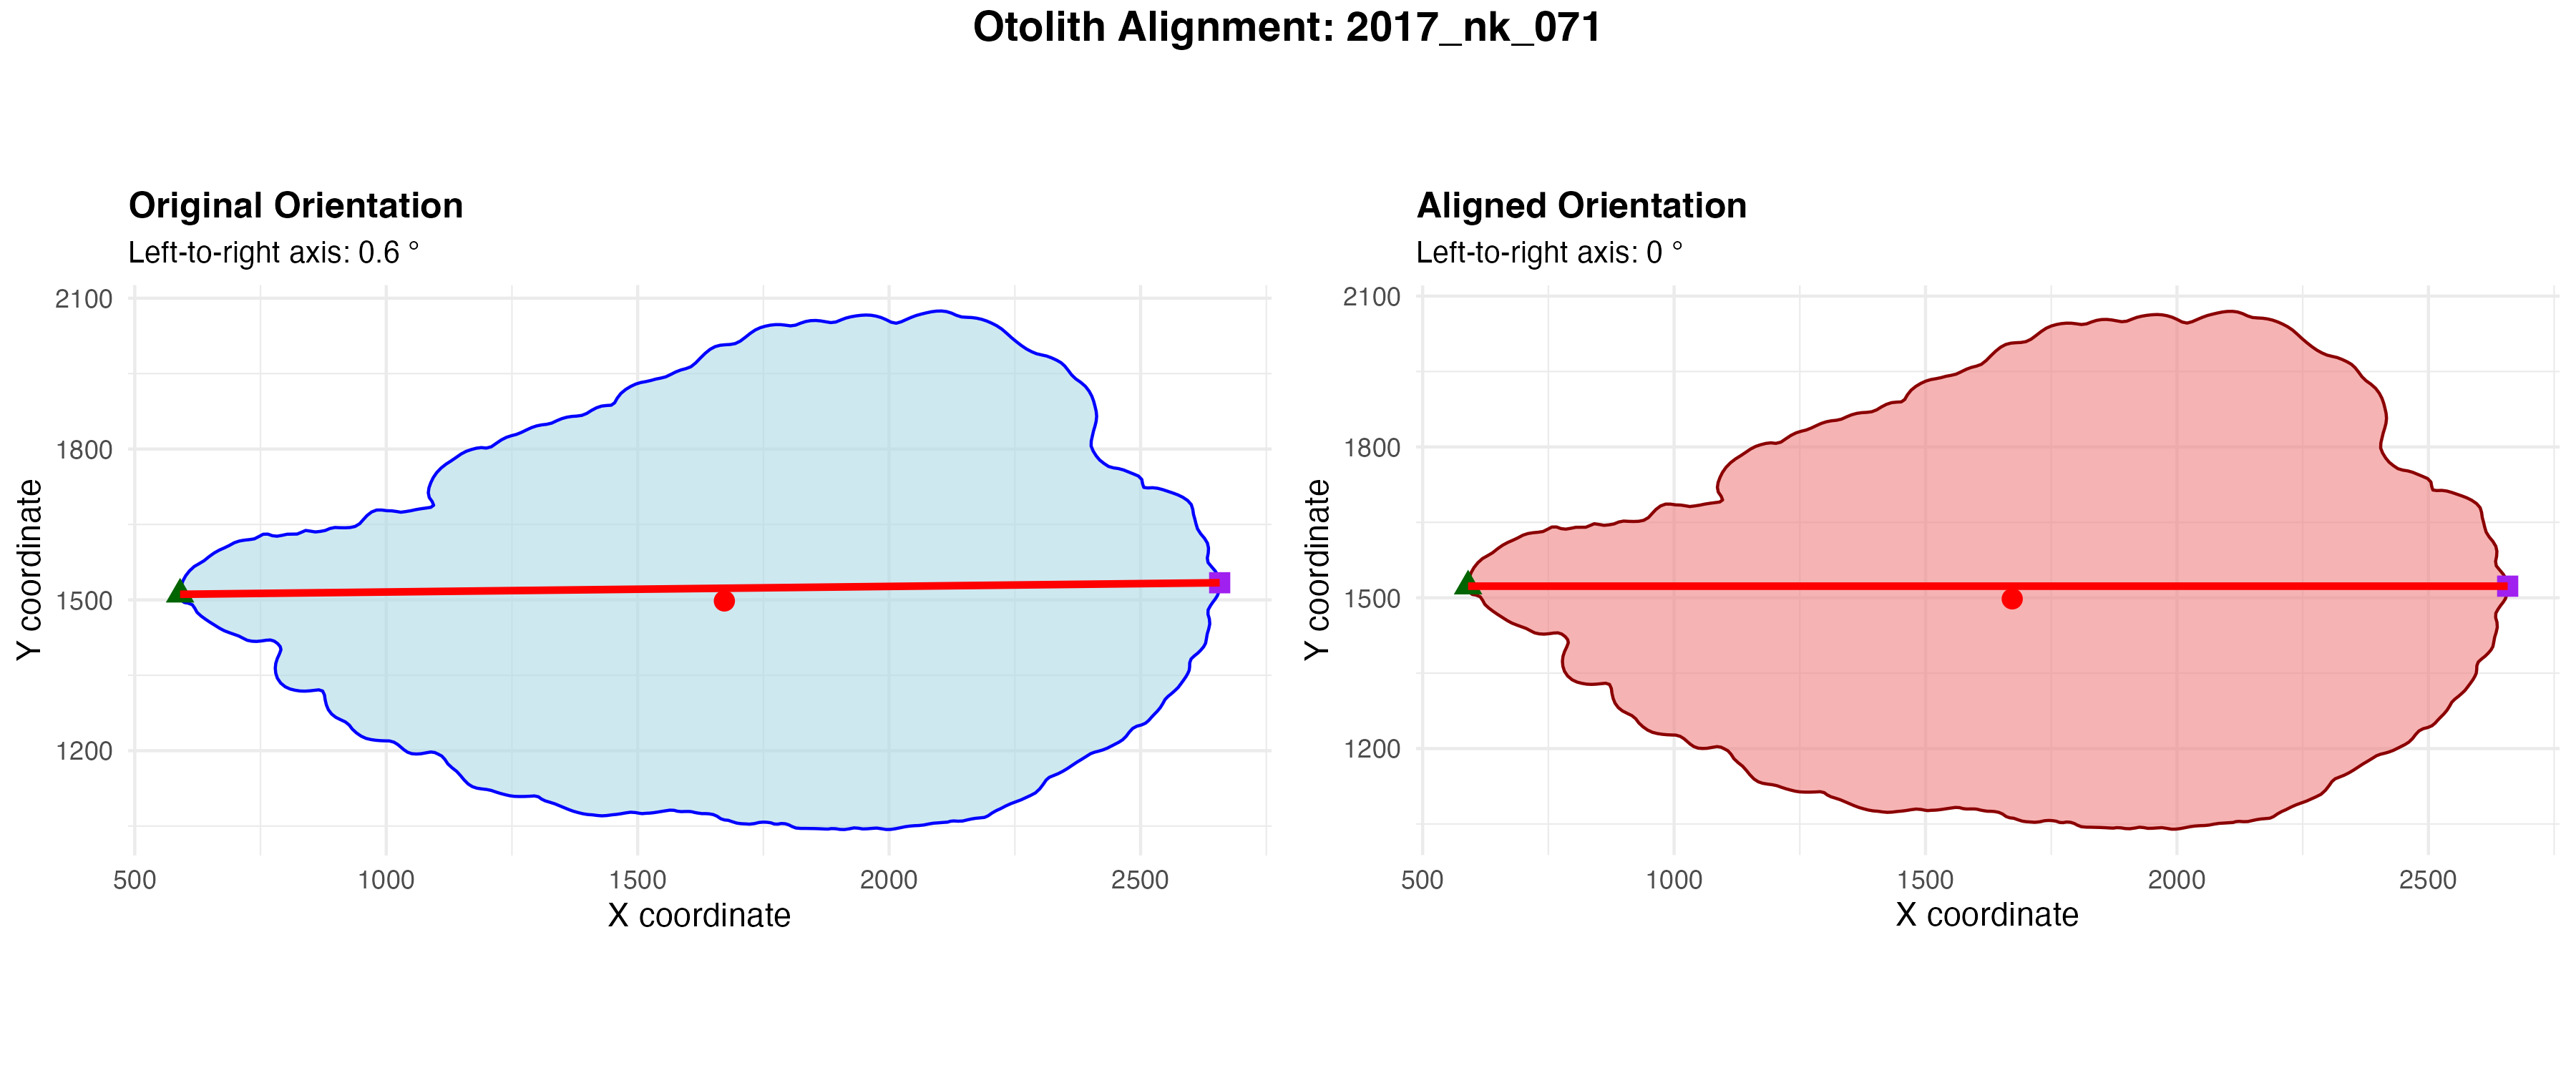 Otolith Alignment: 2017_nk_071
Original Orientation
Left-to-right axis: 0.6 °
2100
1800
1500
1200
Y coordinate
500 1000 1500 2000 2500
X coordinate
Aligned Orientation
Left-to-right axis: 0 °
2100
1800
1500
1200
Y coordinate
500 1000 1500 2000 2500
X coordinate